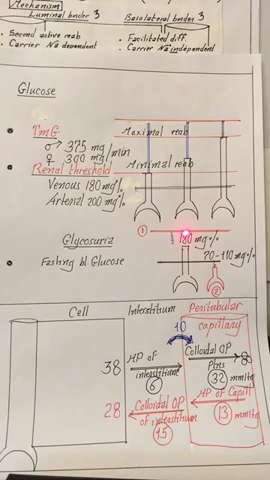 Mechanism
Luminal border 3
Basolateral border 3
• Second active reab
• Carrier Na dependent
• Facilitated diff.
• Carrier Na independent
Glucose
• TmG
♂→ 375 mg/min
♀ 300
Maximal reab
• Renal threshold
Minimal reab
Venous 180 mg%
Arterial 200 mg%
①
180 mg%
Glycosuria
• Fasting bl. Glucose
70-110 mg%
②
Cell
Interstitium
Peritubular capillary
10
38
HP of interstitium
6
Colloidal OP
Ptns
32 mmHg
28
Colloidal OP of interstitium
15
HP of Capill
13 mmHg